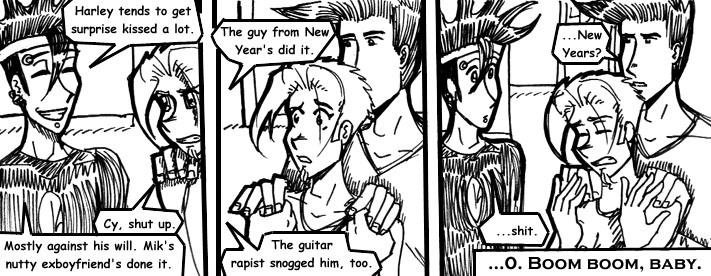 Harley tends to get
surprise kissed a lot.
Cy, shut up.
Mostly against his will. Mik's
nutty exboyfriend's done it.
The guy from New
Year's did it.
The guitar
rapist snogged him, too.
...New
Years?
...shit.
...0. Boom boom, baby.